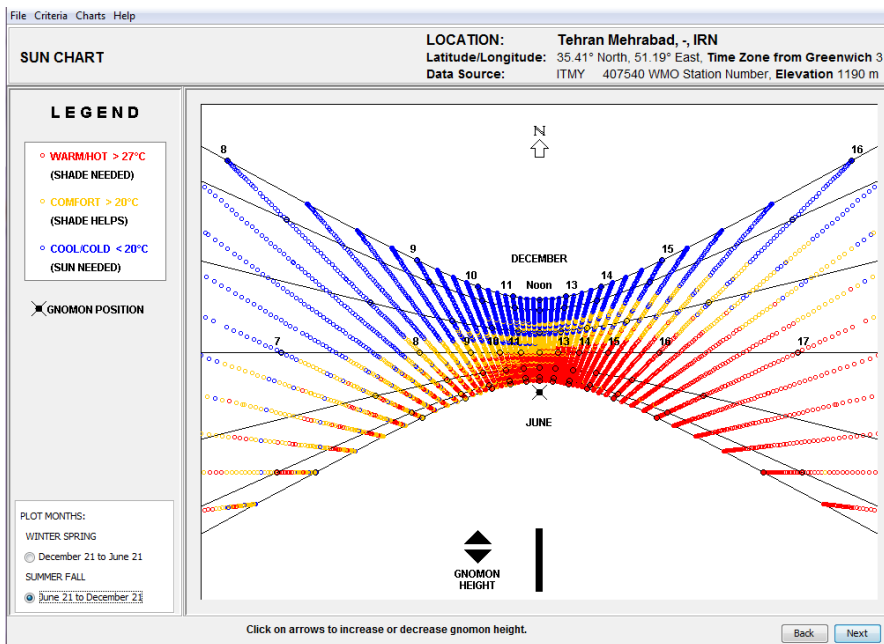 File Criteria Charts Help
SUN CHART
LOCATION: Tehran Mehrabad, -, IRN
Latitude/Longitude: 35.41° North, 51.19° East, Time Zone from Greenwich 3
Data Source: ITMY 407540 WMO Station Number, Elevation 1190 m
LEGEND
WARM/HOT > 27°C
(SHADE NEEDED)
COMFORT > 20°C
(SHADE HELPS)
COOL/COLD < 20°C
(SUN NEEDED)
GNOMON POSITION
PLOT MONTHS:
WINTER SPRING
December 21 to June 21
SUMMER FALL
June 21 to December 21
N
8 16
9 DECEMBER 15
10 11 Noon 13 14
7 8 9 10 11 13 14 15 16 17
JUNE
GNOMON
HEIGHT
Click on arrows to increase or decrease gnomon height.
Back Next